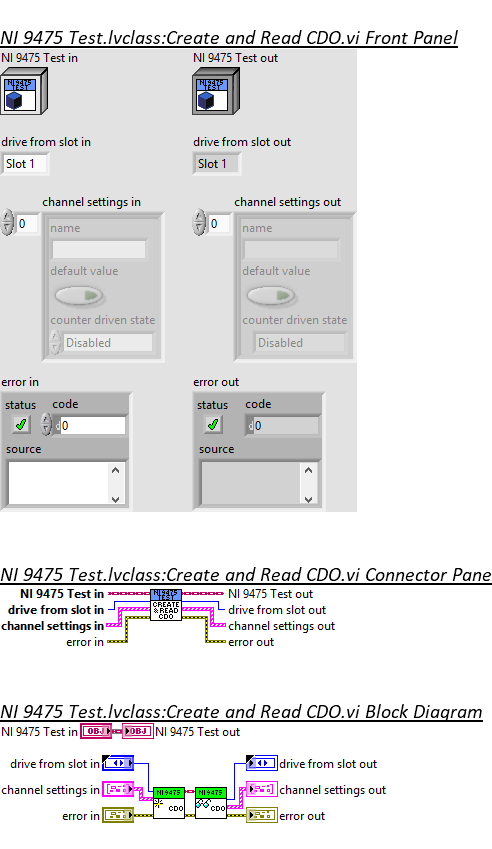 NI 9475 Test.lvclass:Create and Read CDO.vi Front Panel
NI 9475 Test in NI 9475 Test out
NI 9475 TEST NI 9475 TEST
drive from slot in drive from slot out
Slot 1 Slot 1
channel settings in channel settings out
0 0
name name
default value default value
counter driven state counter driven state
Disabled Disabled
error in error out
status code status code
d 0 d 0
source source
NI 9475 Test.lvclass:Create and Read CDO.vi Connector Pane
NI 9475 Test in NI 9475 TEST NI 9475 Test out
drive from slot in CREATE & READ CDO drive from slot out
channel settings in channel settings out
error in error out
NI 9475 Test.lvclass:Create and Read CDO.vi Block Diagram
NI 9475 Test in OBJ OBJ NI 9475 Test out
drive from slot in drive from slot out
channel settings in NI 9475 CDO NI 9475 CDO channel settings out
error in error out